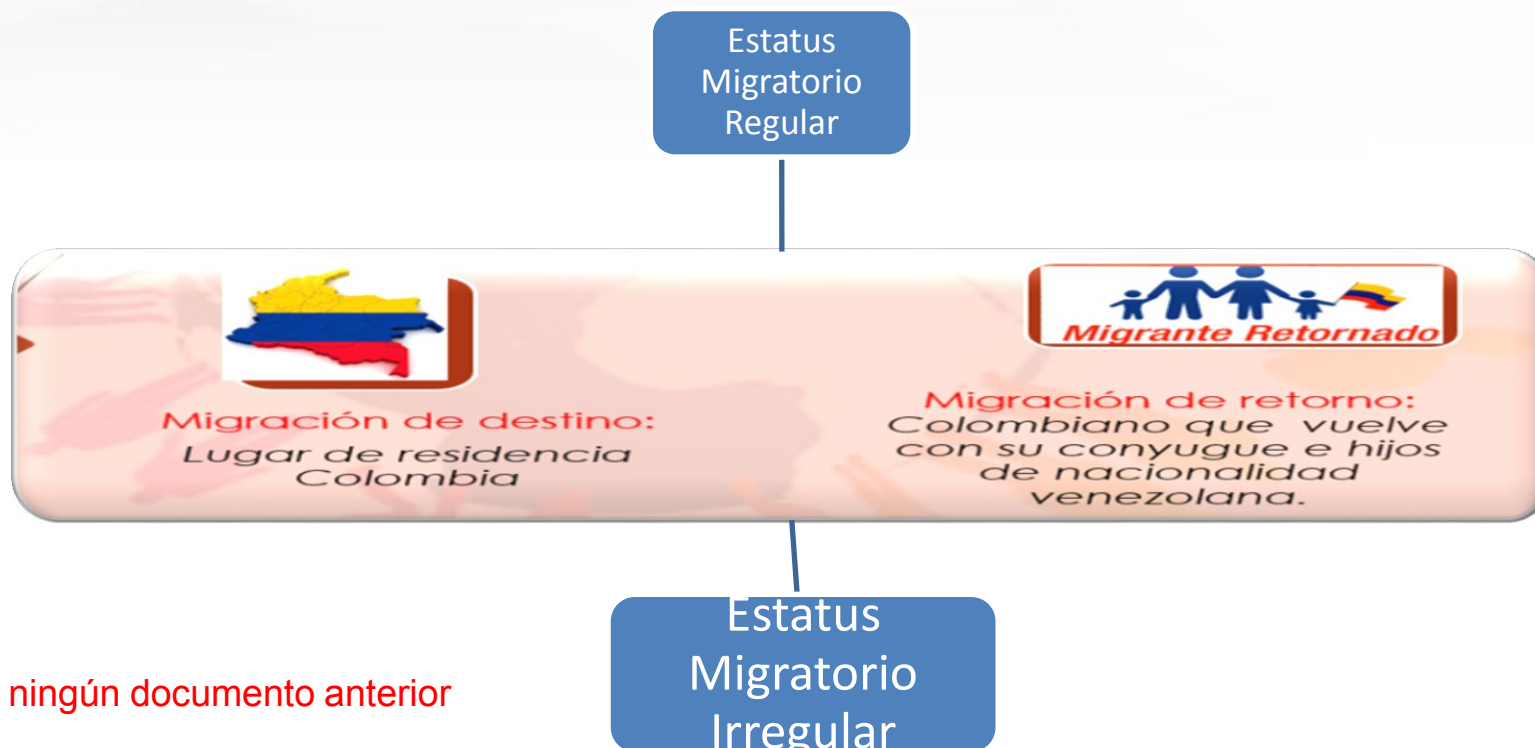 Estatus
Migratorio
Regular
Migrante Retornado
Migración de destino:
Lugar de residencia
Colombia
Migración de retorno:
Colombiano que vuelve
con su conyugue e hijos
de nacionalidad
venezolana.
Estatus
Migratorio
Irregular
ningún documento anterior